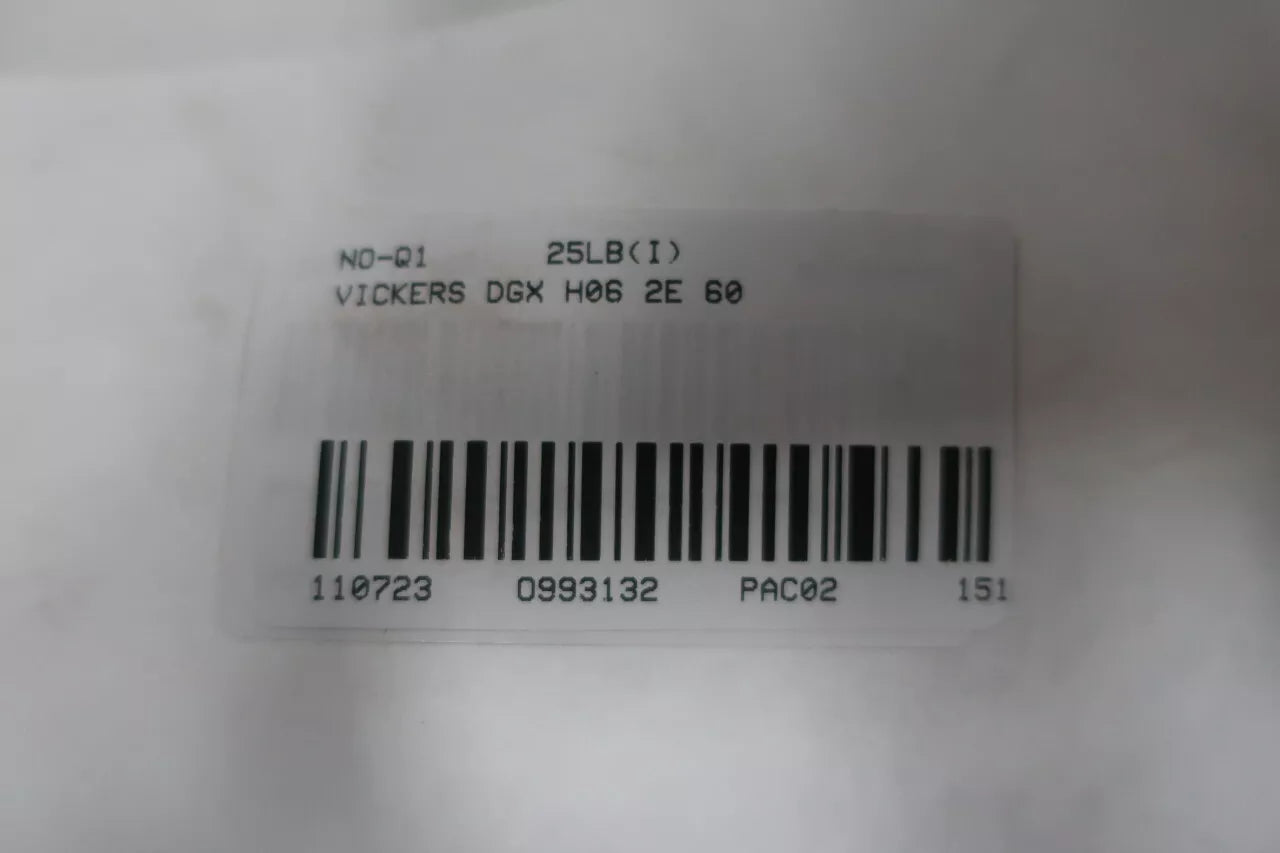 NO-Q1 25LB(I)
VICKERS DGX H06 2E 60
110723 0993132 PAC02 151